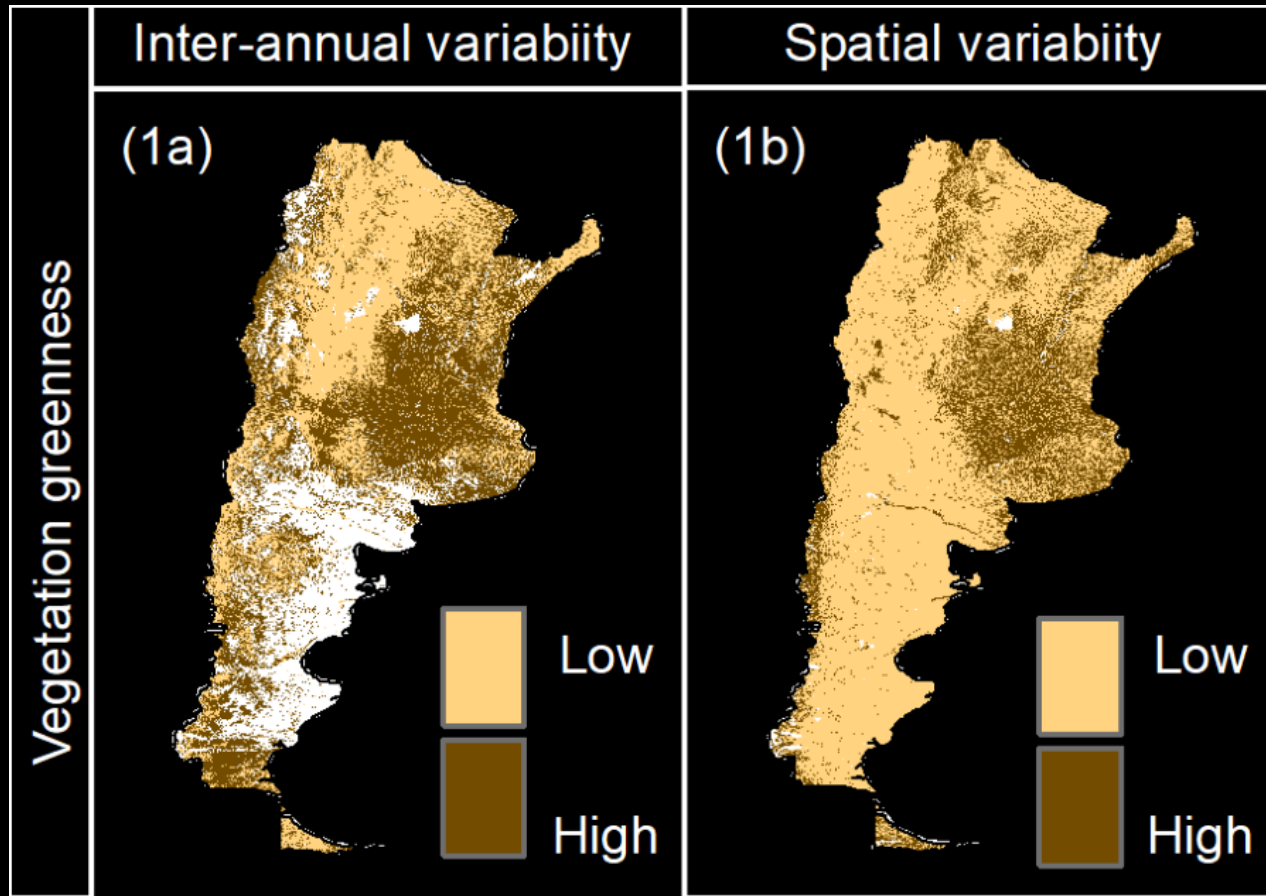 Inter-annual variabiity
Spatial variabiity
Vegetation greenness
(1a)
(1b)
Low
High
Low
High